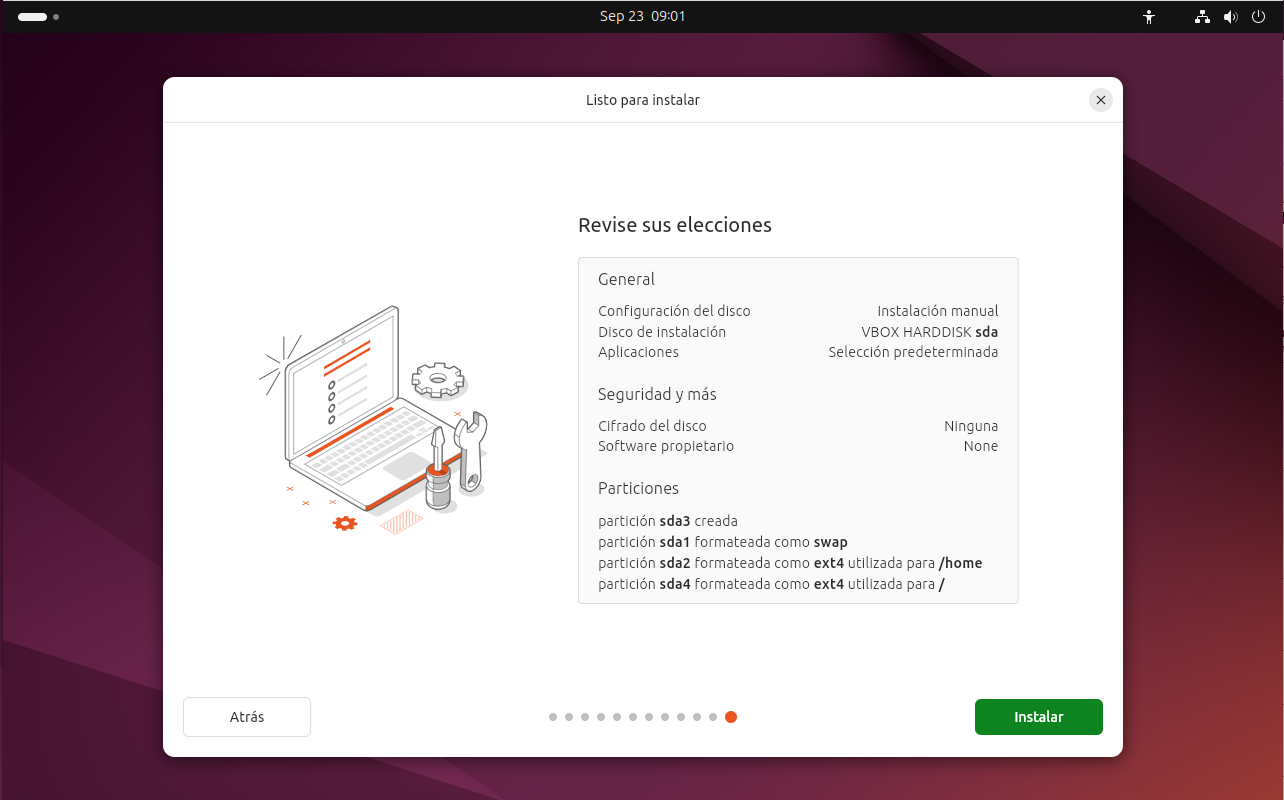 Sep 23 09:01
Listo para instalar
Revise sus elecciones
General
Configuración del disco Instalación manual
Disco de instalación VBOX HARDDISK sda
Aplicaciones Selección predeterminada
Seguridad y más
Cifrado del disco Ninguna
Software propietario None
Particiones
partición sda3 creada
partición sda1 formateada como swap
partición sda2 formateada como ext4 utilizada para /home
partición sda4 formateada como ext4 utilizada para /
Atrás
Instalar